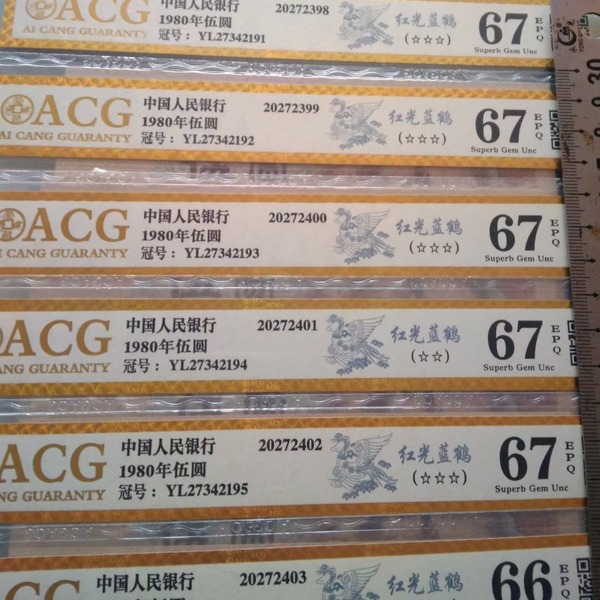 ACG
AI CANG GUARANTY
中国人民银行 20272398
1980年伍圆
冠号： YL27342191
红光蓝鹤
(☆☆☆)
67 EPQ
Superb Gem Unc
ACG
AI CANG GUARANTY
中国人民银行 20272399
1980年伍圆
冠号： YL27342192
红光蓝鹤
(☆☆☆)
67 EPQ
Superb Gem Unc
ACG
CANG GUARANTY
中国人民银行 20272400
1980年伍圆
冠号： YL27342193
红光蓝鹤
(☆☆☆)
67 EPQ
Superb Gem Unc
ACG
NG GUARANTY
中国人民银行 20272401
1980年伍圆
冠号： YL27342194
红光蓝鹤
(☆☆)
67 EPQ
Superb Gem Unc
ACG
NG GUARANTY
中国人民银行 20272402
1980年伍圆
冠号： YL27342195
红光蓝鹤
(☆☆☆)
67 EPQ
Superb Gem Unc
CG
中国人民银行 20272403
红光蓝鹤
66 EP
30